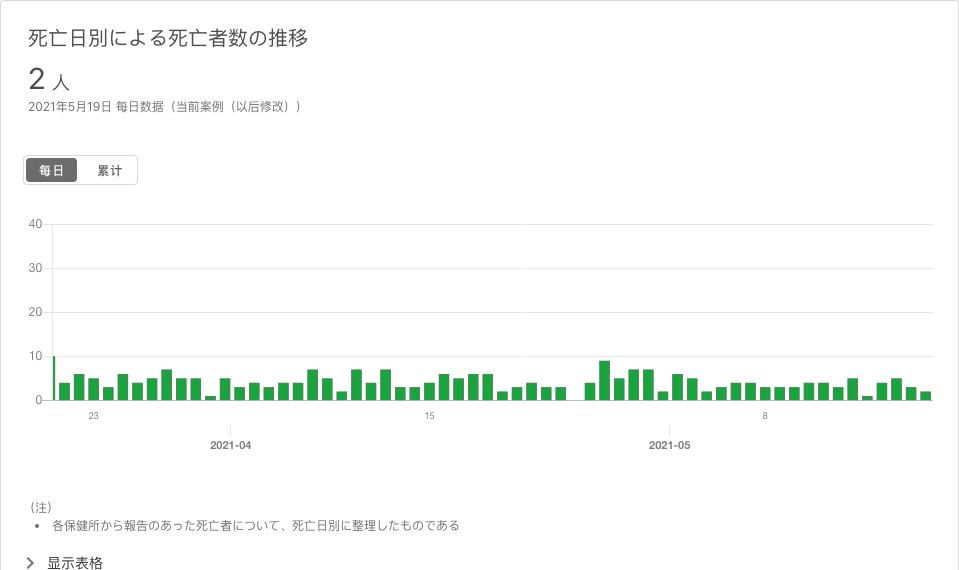 死亡日別による死亡者数の推移
2 人
2021年5月19日 每日数据（当前案例（以后修改））
每日 累计
40
30
20
10
0
23 15 8
2021-04 2021-05
（注）
• 各保健所から報告のあった死亡者について、死亡日別に整理したものである
显示表格